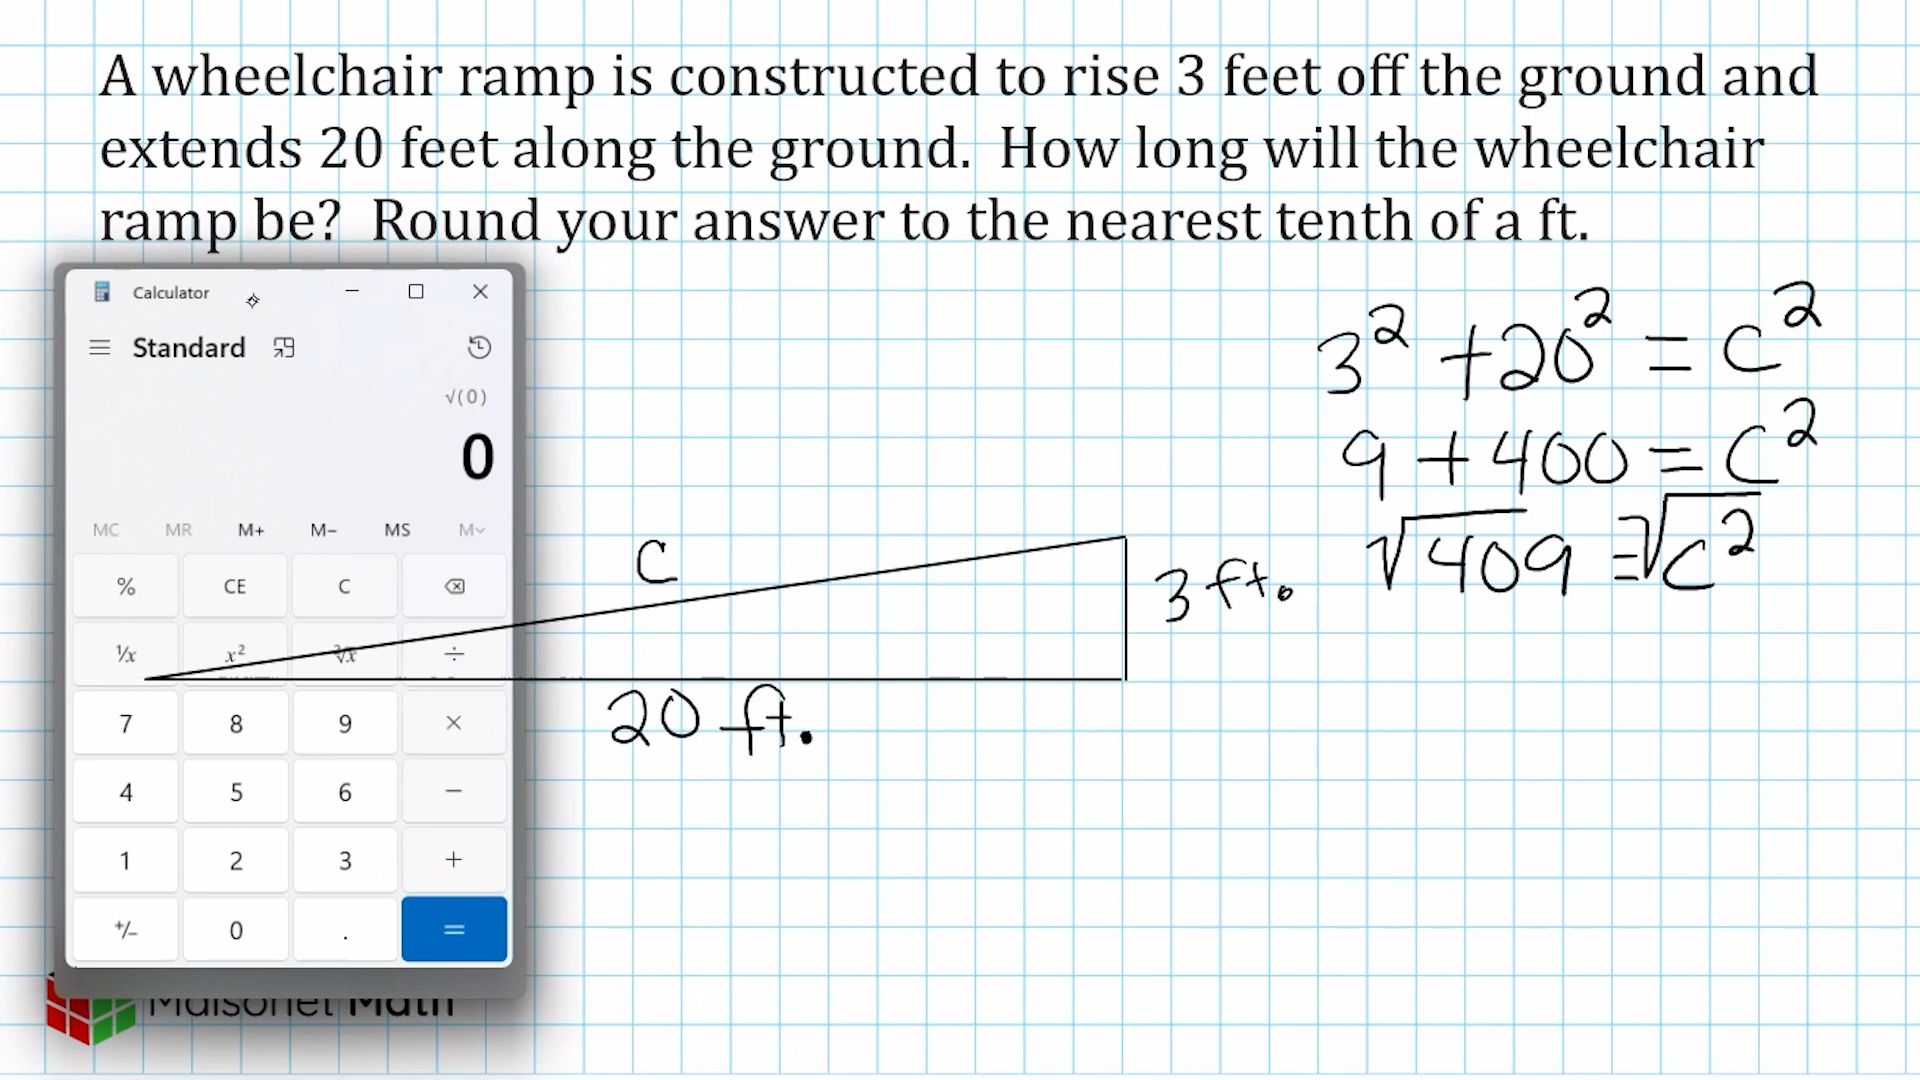 A wheelchair ramp is constructed to rise 3 feet off the ground and
extends 20 feet along the ground. How long will the wheelchair
ramp be? Round your answer to the nearest tenth of a ft.
Calculator
Standard
√(0)
0
MC MR M+ M− MS M
% CE C
¹/x x² ²√x ÷
7 8 9 ×
4 5 6 −
1 2 3 +
+/− 0 . =
C
3 ft.
20 ft.
3² + 20² = c²
9 + 400 = c²
√409 = √c²
Maisonet Math